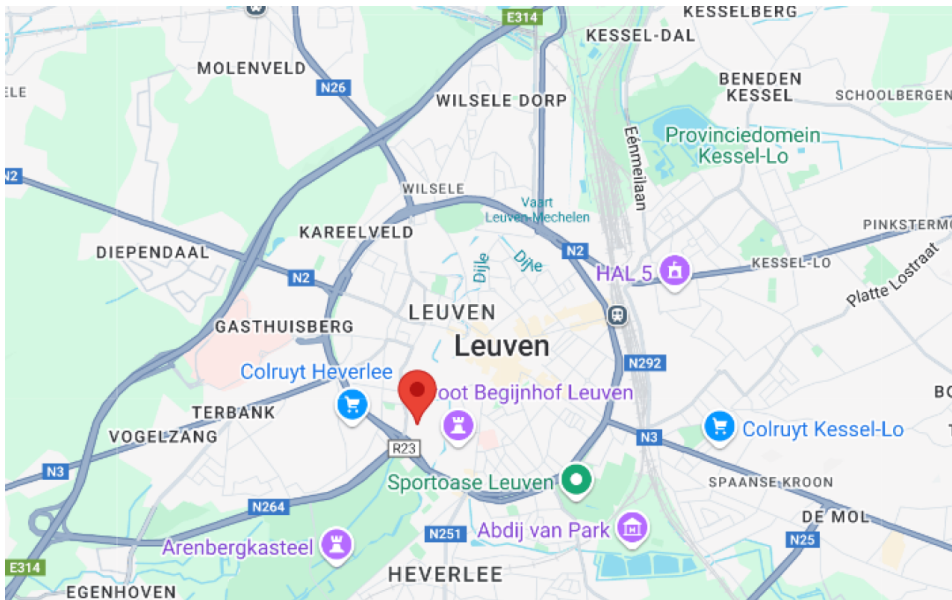 E314
KESSELBERG
KESSEL-DAL
MOLENVELD
N26
WILSELE DORP
BENEDEN
KESSEL
SCHOOLBERGEN
Eénmeilaan
Provinciedomein
Kessel-Lo
N2
WILSELE
Vaart
Leuven-Mechelen
KAREELVELD
PINKSTERMO
DIEPENDAAL
N2
Dijle
Dijle
N2
HAL 5
KESSEL-LO
Platte Lostraat
LEUVEN
GASTHUISBERG
Leuven
N292
Colruyt Heverlee
oot Begijnhof Leuven
TERBANK
VOGELZANG
R23
N3
Colruyt Kessel-Lo
N3
Sportoase Leuven
SPAANSE KROON
N264
DE MOL
N251
Abdij van Park
N25
Arenbergkasteel
E314
HEVERLEE
EGENHOVEN